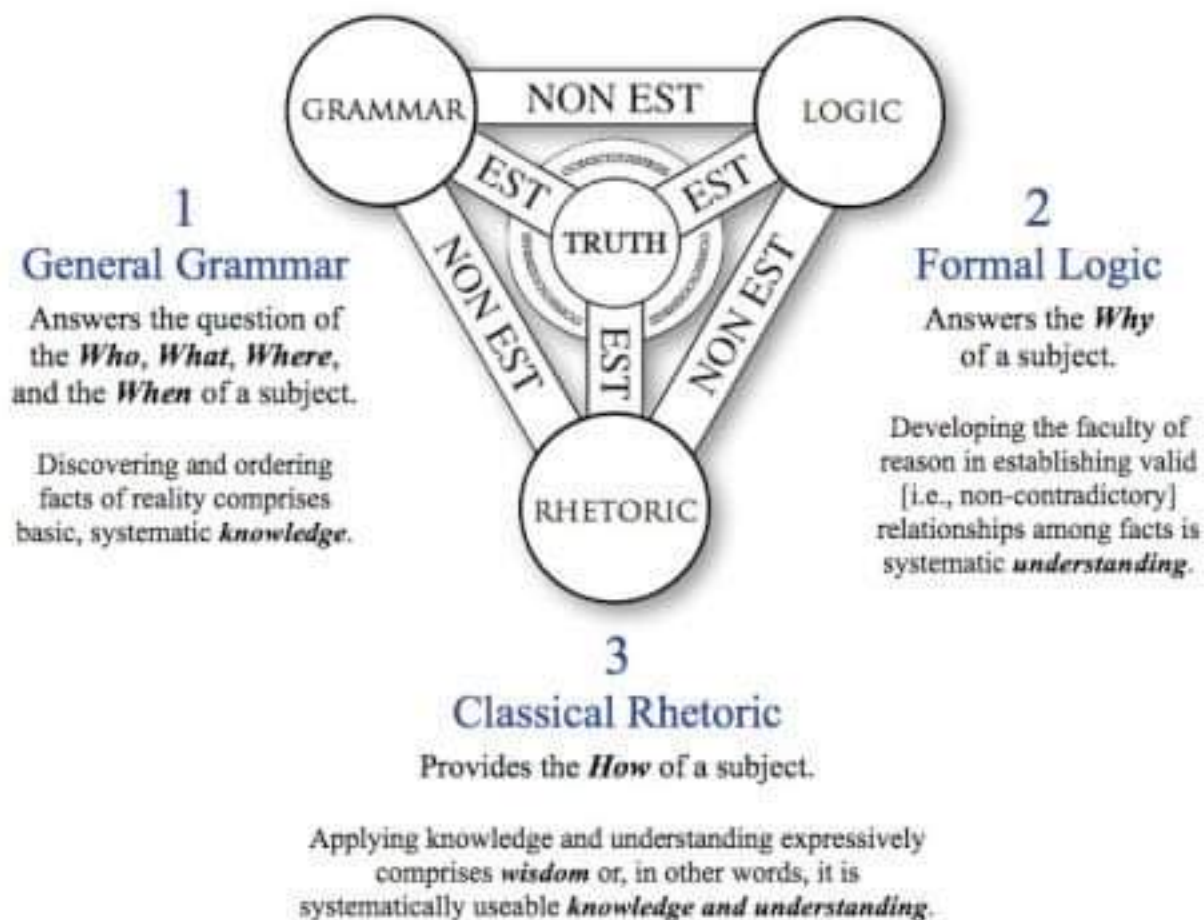 GRAMMAR
NON EST
LOGIC
EST
EST
TRUTH
NON EST
EST
NON EST
RHETORIC
1
General Grammar
Answers the question of
the Who, What, Where,
and the When of a subject.
Discovering and ordering
facts of reality comprises
basic, systematic knowledge.
2
Formal Logic
Answers the Why
of a subject.
Developing the faculty of
reason in establishing valid
[i.e., non-contradictory]
relationships among facts is
systematic understanding.
3
Classical Rhetoric
Provides the How of a subject.
Applying knowledge and understanding expressively
comprises wisdom or, in other words, it is
systematically useable knowledge and understanding.